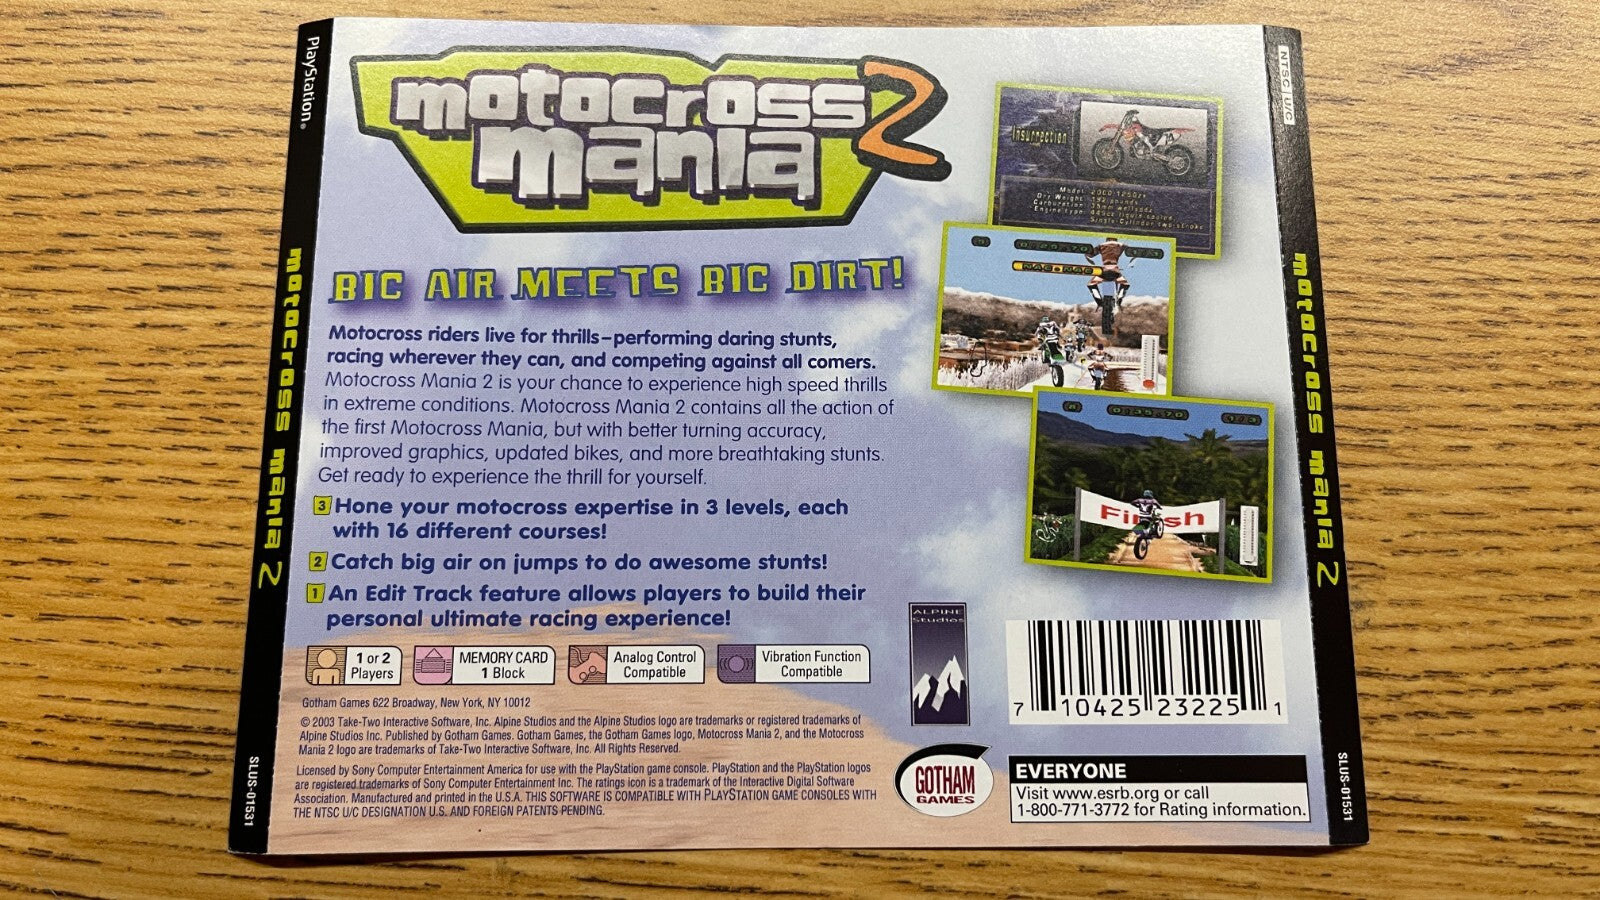 PlayStation®
motocross mania 2
SLUS-01531
motocross 2
mania
BIG AIR MEETS BIG DIRT!
Motocross riders live for thrills–performing daring stunts,
racing wherever they can, and competing against all comers.
Motocross Mania 2 is your chance to experience high speed thrills
in extreme conditions. Motocross Mania 2 contains all the action of
the first Motocross Mania, but with better turning accuracy,
improved graphics, updated bikes, and more breathtaking stunts.
Get ready to experience the thrill for yourself.
3 Hone your motocross expertise in 3 levels, each
with 16 different courses!
2 Catch big air on jumps to do awesome stunts!
1 An Edit Track feature allows players to build their
personal ultimate racing experience!
1 or 2
Players
MEMORY CARD
1 Block
Analog Control
Compatible
Vibration Function
Compatible
Gotham Games 622 Broadway, New York, NY 10012
© 2003 Take-Two Interactive Software, Inc. Alpine Studios and the Alpine Studios logo are trademarks or registered trademarks of
Alpine Studios Inc. Published by Gotham Games. Gotham Games, the Gotham Games logo, Motocross Mania 2, and the Motocross
Mania 2 logo are trademarks of Take-Two Interactive Software, Inc. All Rights Reserved.
Licensed by Sony Computer Entertainment America for use with the PlayStation game console. PlayStation and the PlayStation logos
are registered trademarks of Sony Computer Entertainment Inc. The ratings icon is a trademark of the Interactive Digital Software
Association. Manufactured and printed in the U.S.A. THIS SOFTWARE IS COMPATIBLE WITH PLAYSTATION GAME CONSOLES WITH
THE NTSC U/C DESIGNATION U.S. AND FOREIGN PATENTS PENDING.
Insurrection
Model:
Dry Weight:
Carburetion:
Engine type:
Single-Cylinder two-stroke
Finish
ALPINE
Studios
7 10425 23225 1
GOTHAM
GAMES
EVERYONE
Visit www.esrb.org or call
1-800-771-3772 for Rating information.
NTSC U/C
motocross mania 2
SLUS-01531